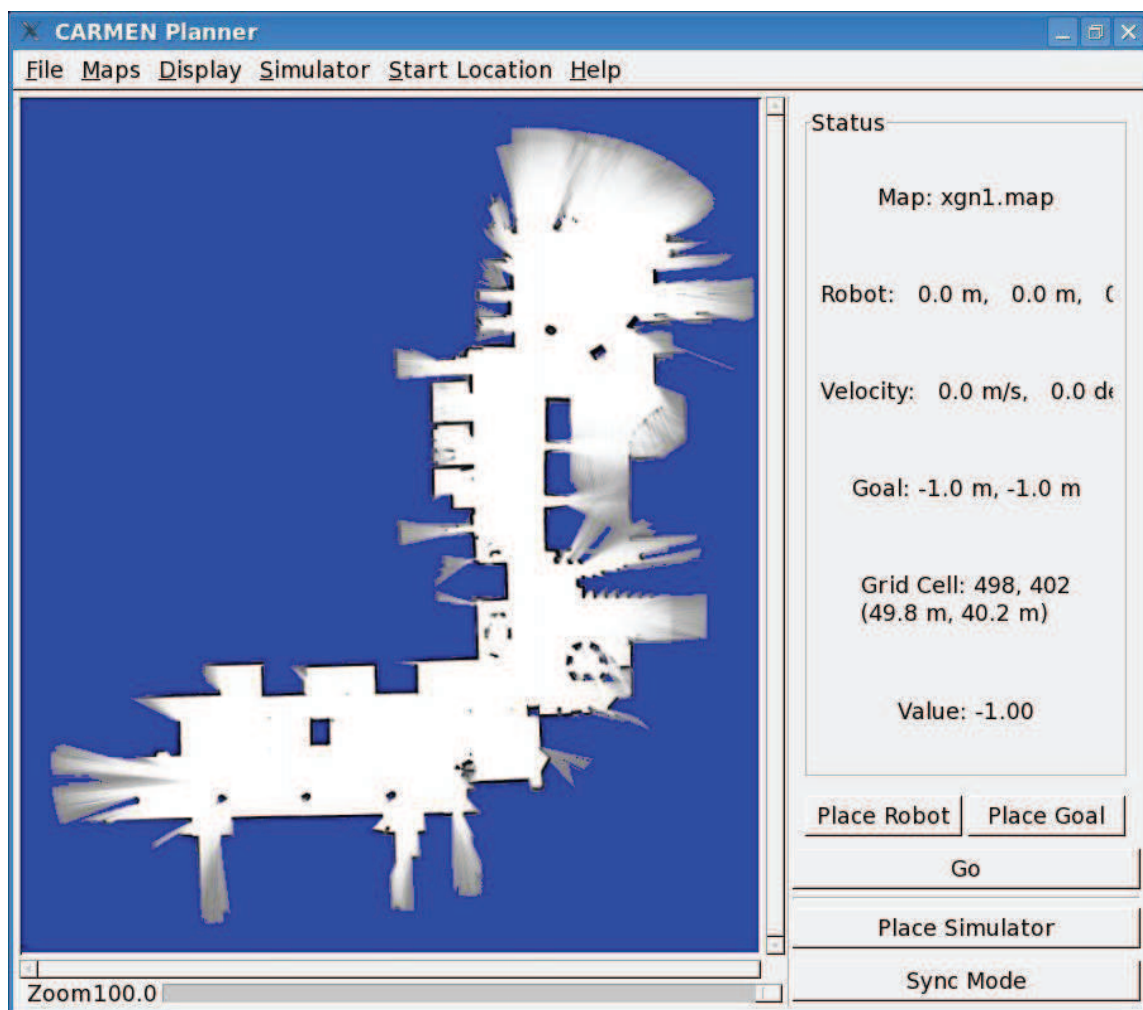 CARMEN Planner
File Maps Display Simulator Start Location Help
Status
Map: xgn1.map
Robot: 0.0 m, 0.0 m,
Velocity: 0.0 m/s, 0.0 de
Goal: -1.0 m, -1.0 m
Grid Cell: 498, 402
(49.8 m, 40.2 m)
Value: -1.00
Place Robot Place Goal
Go
Place Simulator
Sync Mode
Zoom100.0